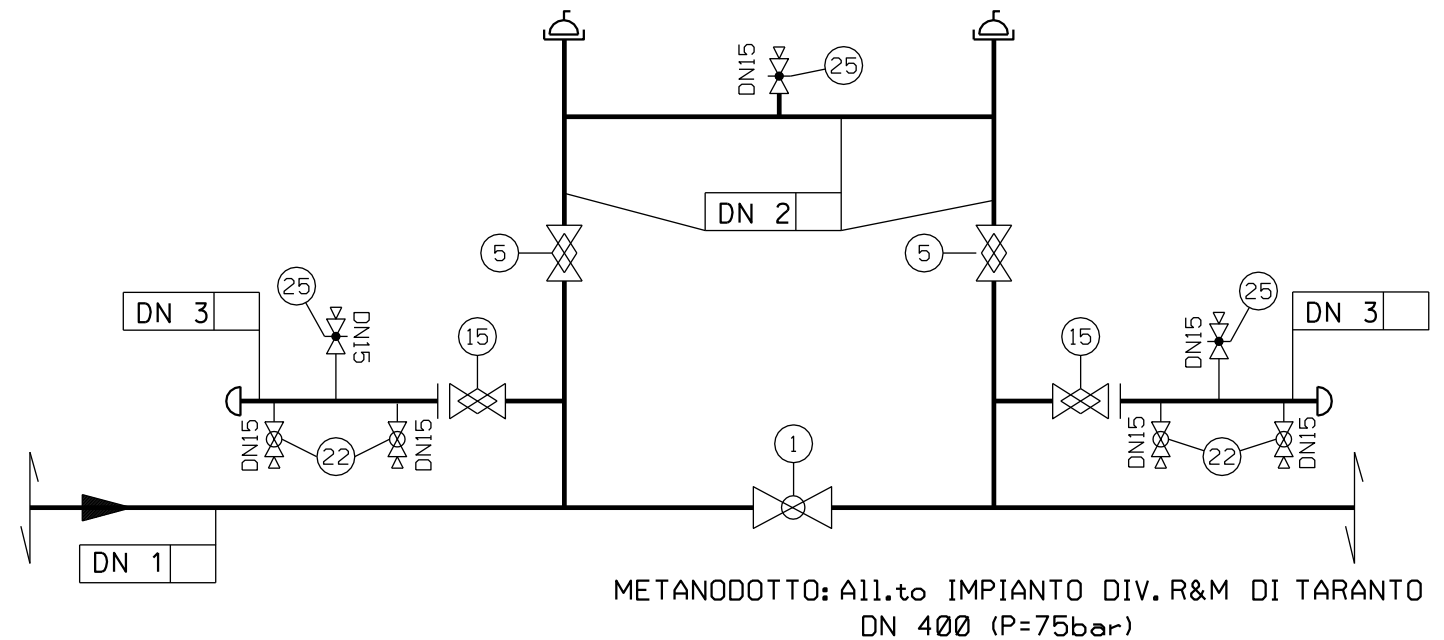 DN15
25
DN 2
5
5
25
25
DN 3
DN15
15
15
DN15
DN 3
DN15
22
DN15
DN15
22
DN15
1
DN 1
METANODOTTO: All.to IMPIANTO DIV. R&M DI TARANTO
DN 400 (P=75bar)